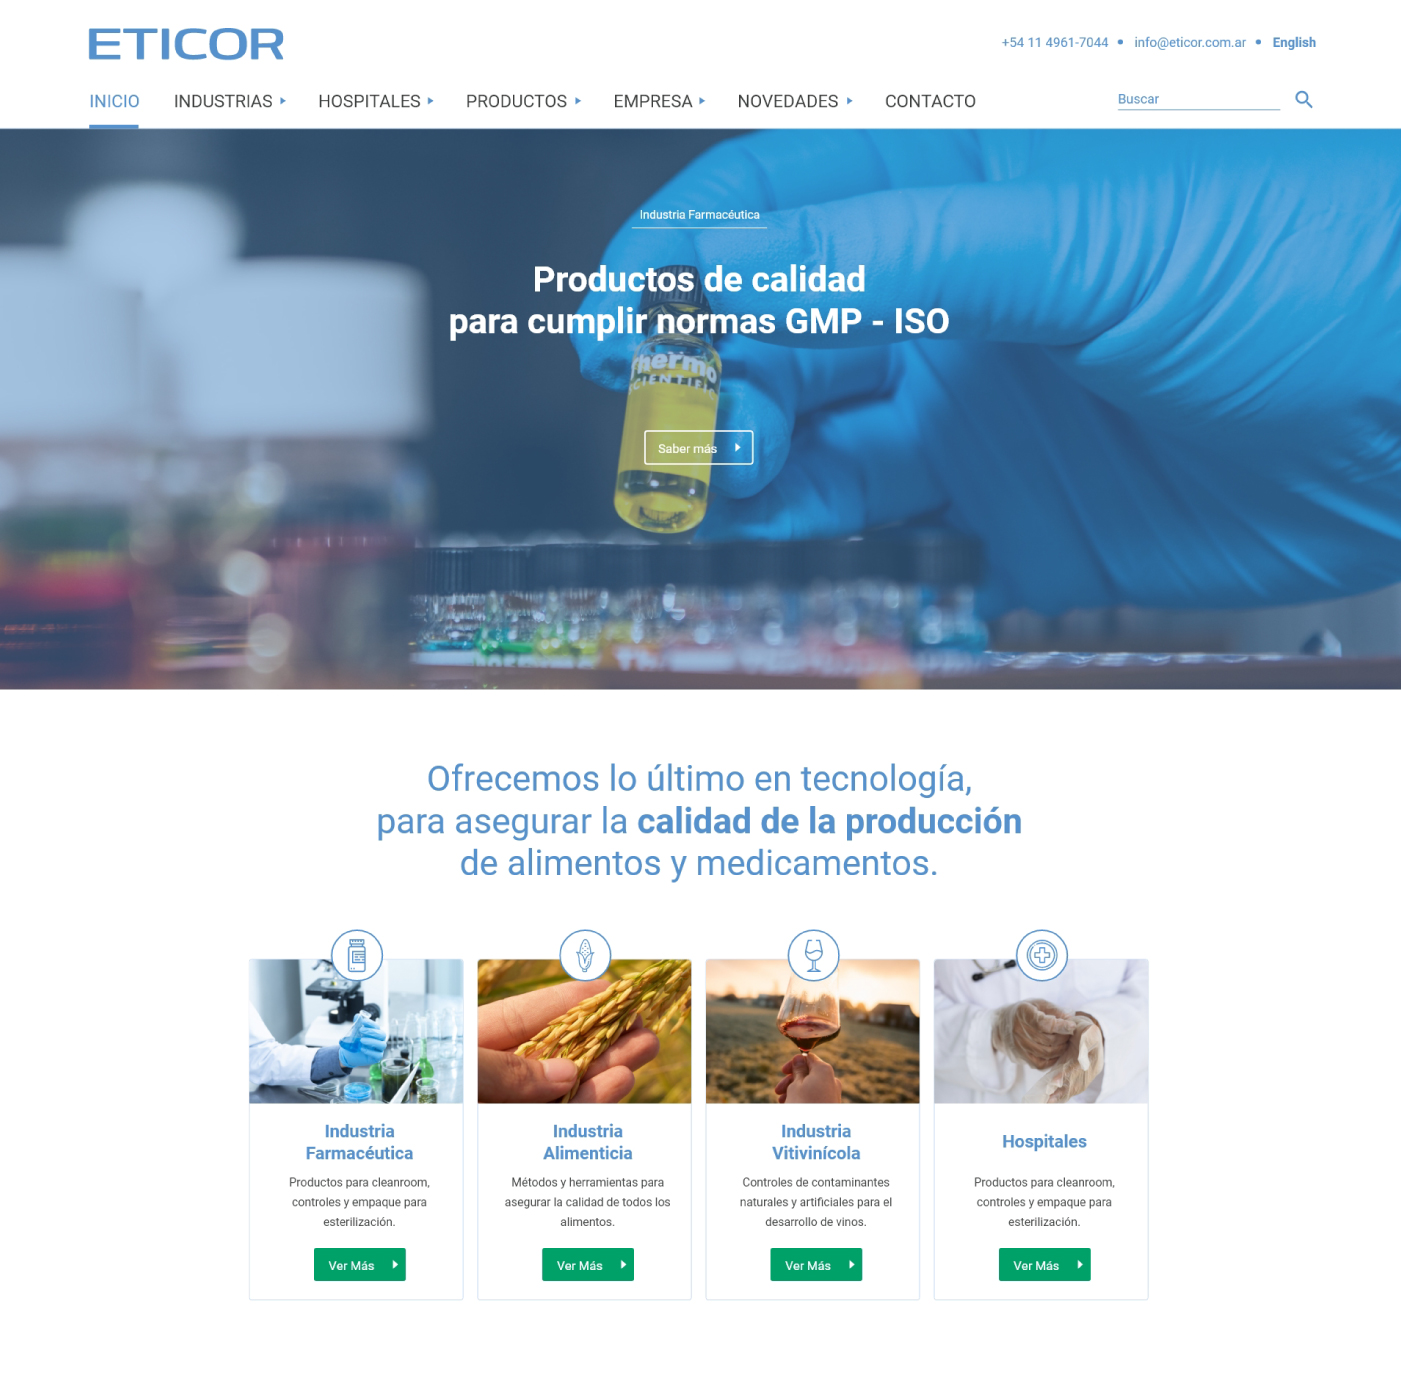 ETICOR
+54 11 4961-7044 • info@eticor.com.ar • English
INICIO INDUSTRIAS HOSPITALES PRODUCTOS EMPRESA NOVEDADES CONTACTO Buscar
Industria Farmacéutica
Productos de calidad
para cumplir normas GMP - ISO
Thermo
SCIENTIFIC
Saber más
Ofrecemos lo último en tecnología,
para asegurar la calidad de la producción
de alimentos y medicamentos.
Industria
Farmacéutica
Productos para cleanroom,
controles y empaque para
esterilización.
Ver Más
Industria
Alimenticia
Métodos y herramientas para
asegurar la calidad de todos los
alimentos.
Ver Más
Industria
Vitivinícola
Controles de contaminantes
naturales y artificiales para el
desarrollo de vinos.
Ver Más
Hospitales
Productos para cleanroom,
controles y empaque para
esterilización.
Ver Más